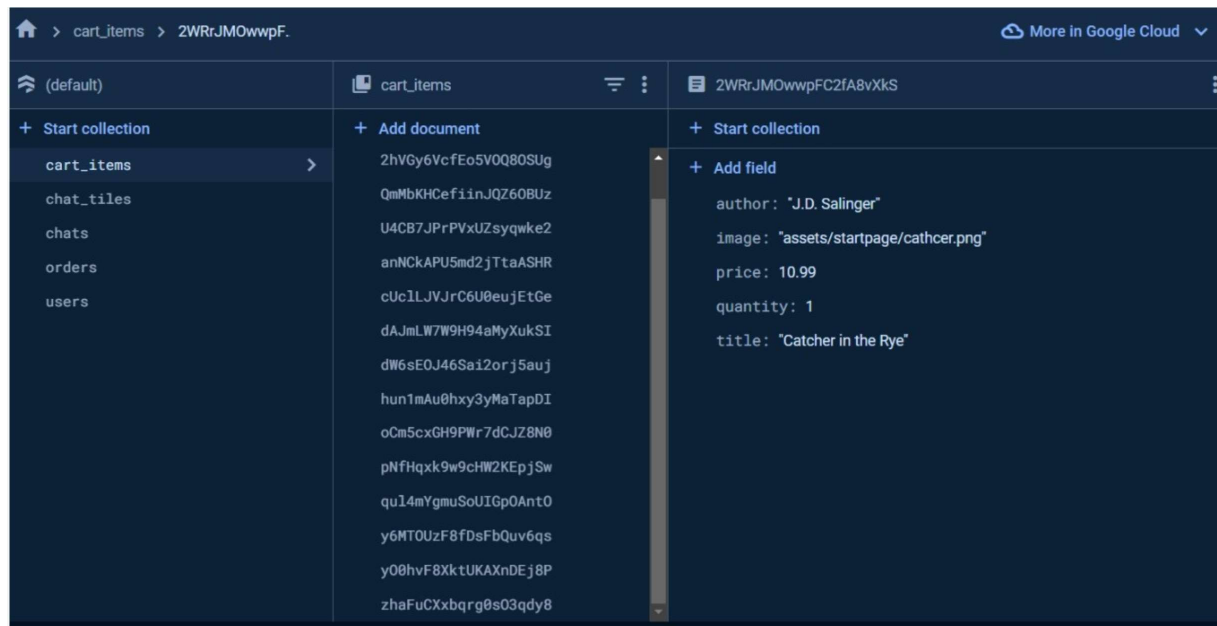 cart_items > 2WRrJMOwwpF.
More in Google Cloud
(default)
+ Start collection
cart_items
chat_tiles
chats
orders
users
cart_items
+ Add document
2hVGy6VcfEo5VOQ8OSUg
QmMbKHCefiinJQZ6OBUz
U4CB7JPrPVxUZsyqwke2
anNCkAPU5md2jTtaASHR
cUclLJVJrC6U0eujEtGe
dAJmLW7W9H94aMyXukSI
dW6sEOJ46Sai2orj5auj
hun1mAu0hxy3yMaTapDI
oCm5cxGH9PWr7dCJZ8N0
pNfHqxk9w9cHW2KEpjSw
qul4mYgmuSoUIGpOAntO
y6MTOUzF8fDsFbQuv6qs
yO0hvF8XktUKAXnDEj8P
zhaFuCXxbqrg0sO3qdy8
2WRrJMOwwpFC2fA8vXkS
+ Start collection
+ Add field
author: "J.D. Salinger"
image: "assets/startpage/cathcer.png"
price: 10.99
quantity: 1
title: "Catcher in the Rye"